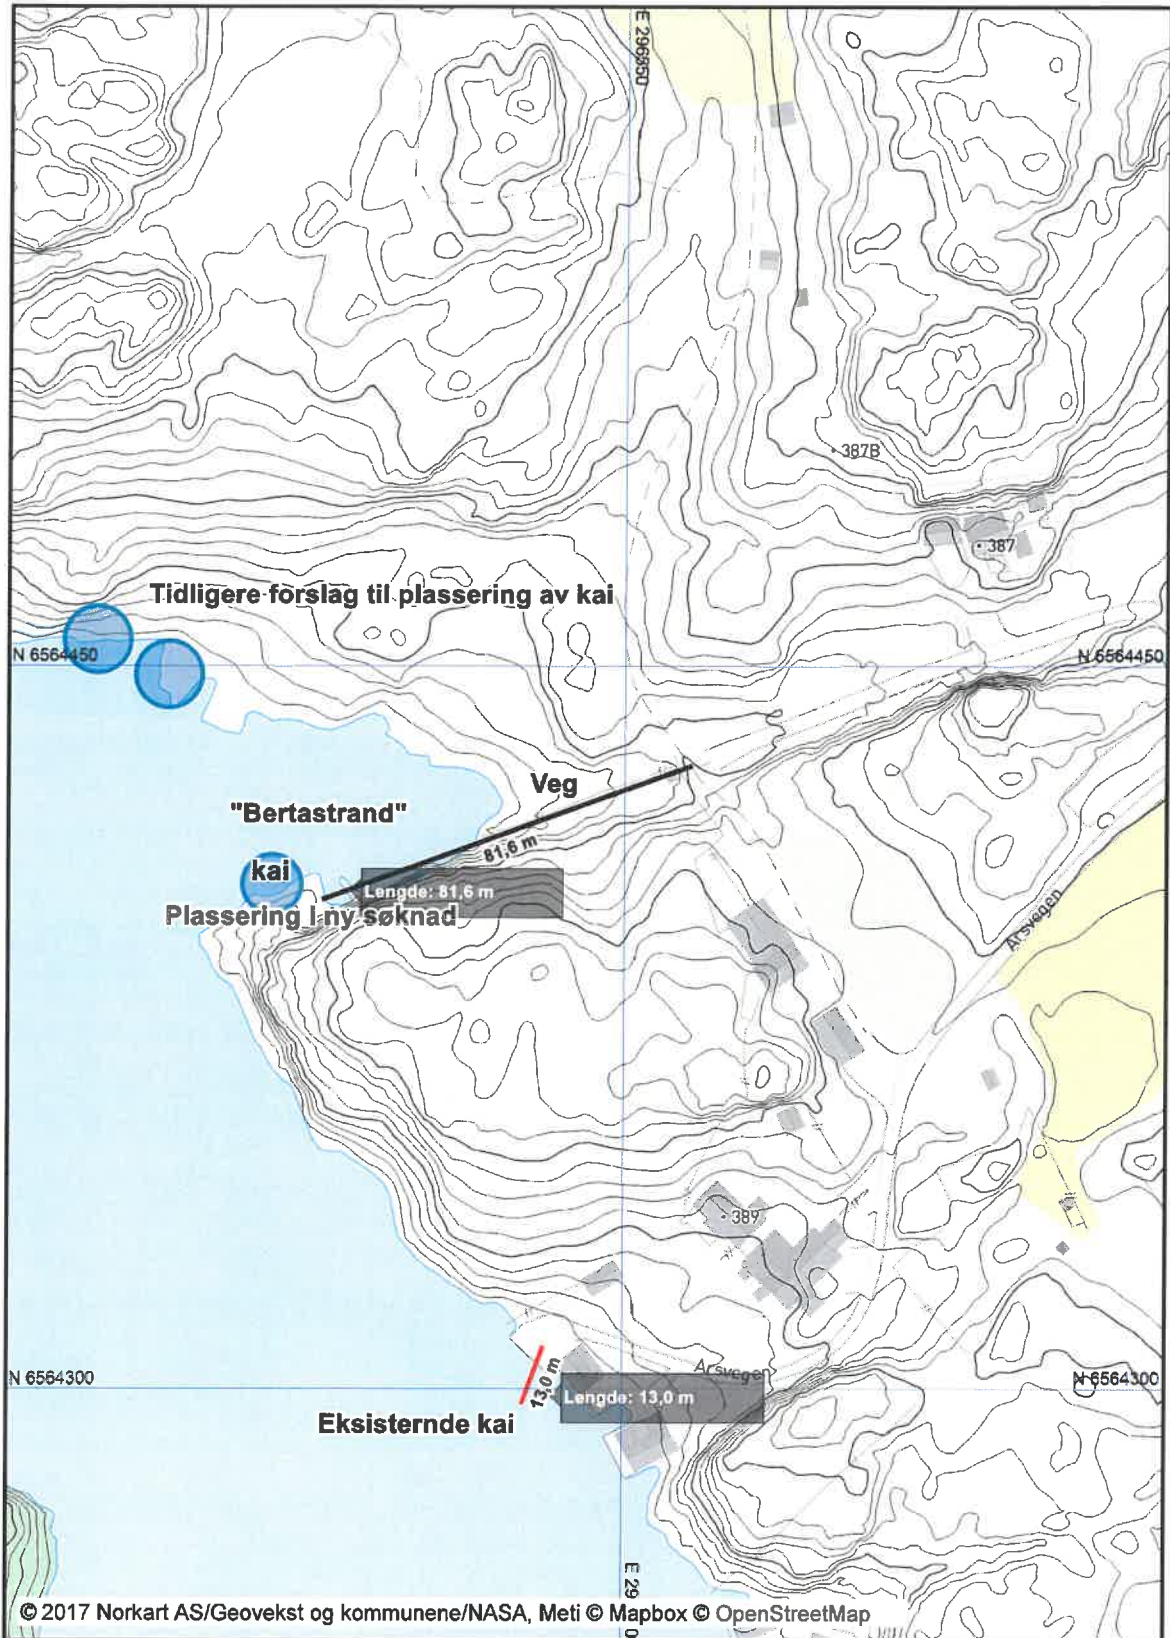 E 296850
387B
387
Tidligere forslag til plassering av kai
N 6564450
N 6564450
Veg
"Bertastrand"
81,6 m
kai
Lengde: 81,6 m
Plassering i ny søknad
Årsvegen
389
Årsvegen
N 6564300
N 6564300
13,0 m
Lengde: 13,0 m
Eksisternde kai
© 2017 Norkart AS/Geovekst og kommunene/NASA, Meti © Mapbox © OpenStreetMap